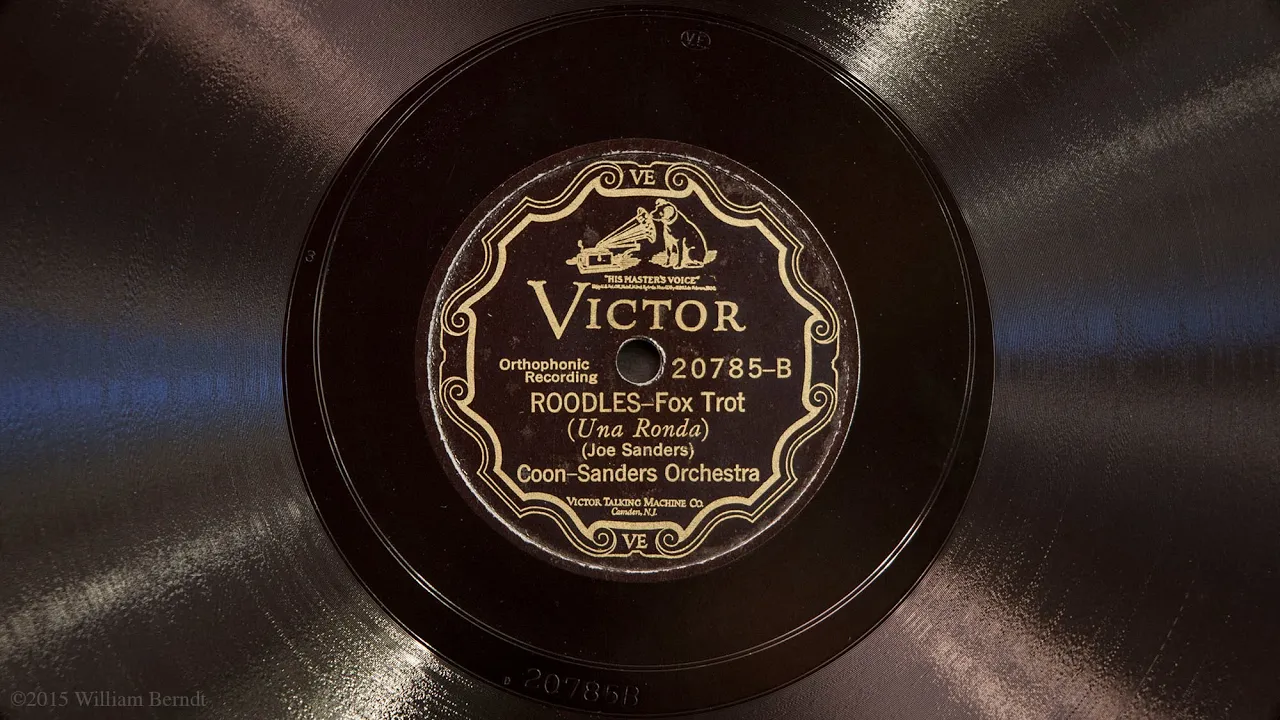 VE
VE
3
"HIS MASTER'S VOICE"
VICTOR
Orthophonic
Recording
20785-B
ROODLES-Fox Trot
(Una Ronda)
(Joe Sanders)
Coon-Sanders Orchestra
VICTOR TALKING MACHINE CO.
Camden, N.J.
VE
20785B
©2015 William Berndt